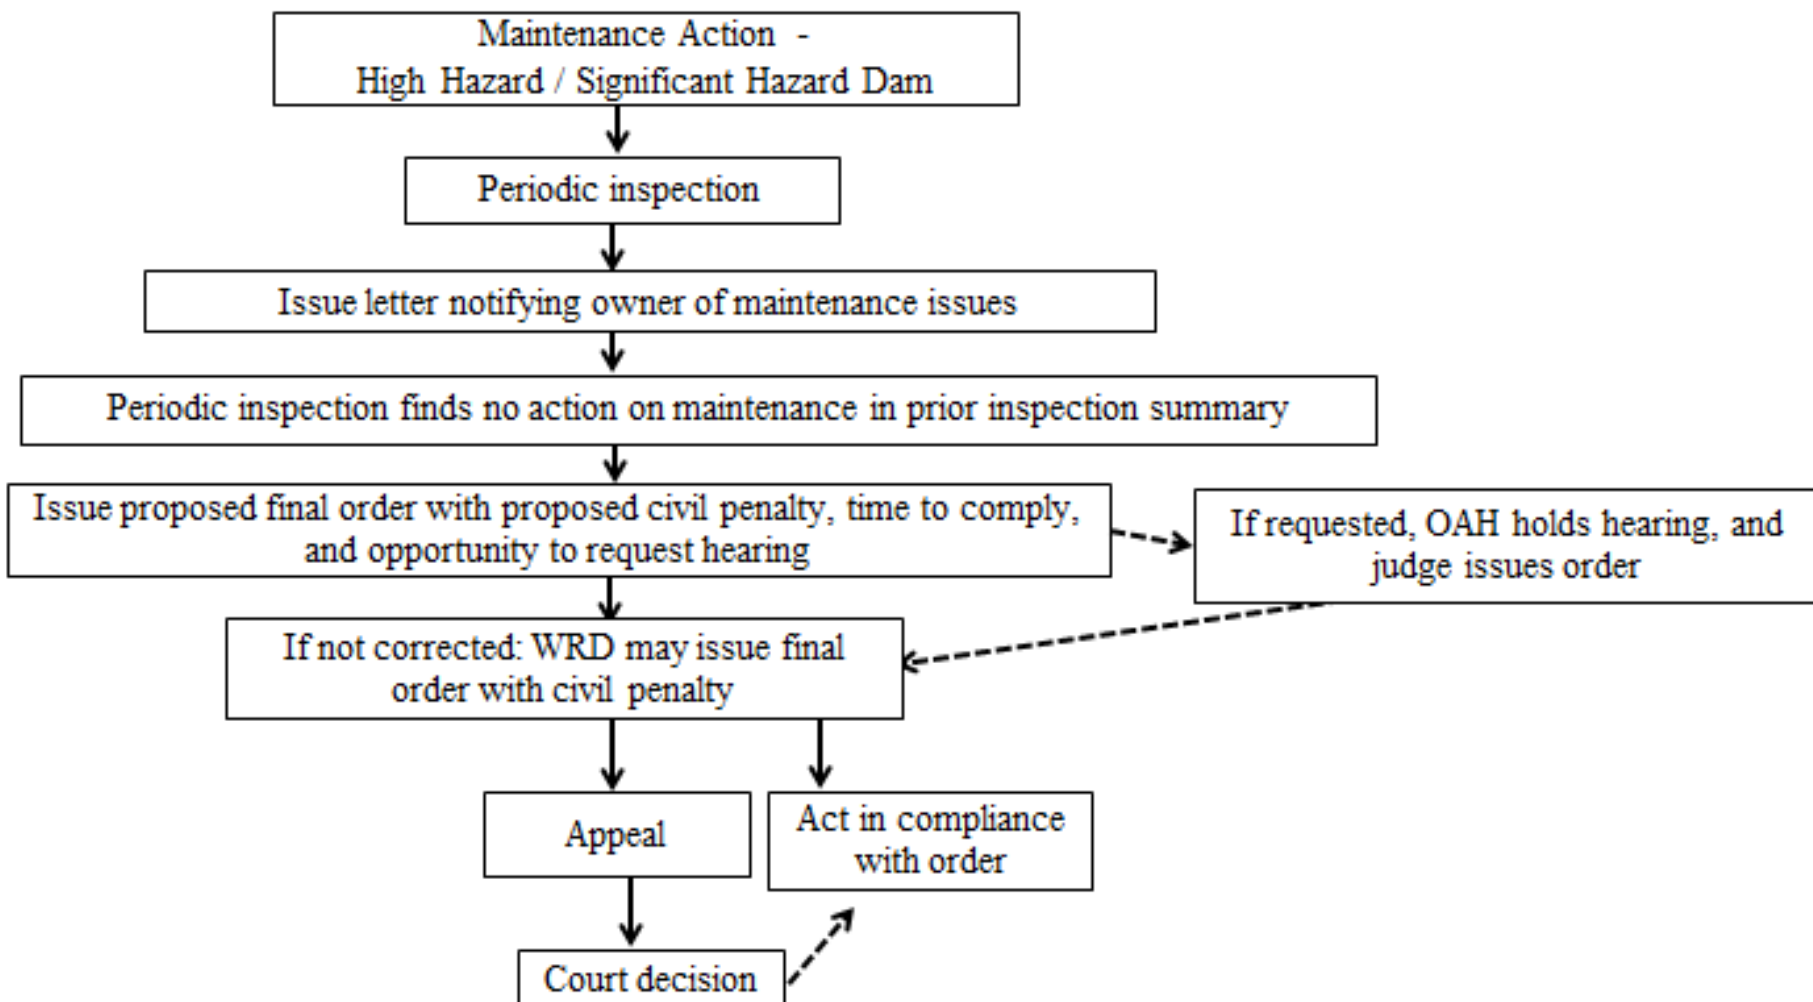 Maintenance Action -
High Hazard / Significant Hazard Dam
Periodic inspection
Issue letter notifying owner of maintenance issues
Periodic inspection finds no action on maintenance in prior inspection summary
Issue proposed final order with proposed civil penalty, time to comply,
and opportunity to request hearing
If requested, OAH holds hearing, and
judge issues order
If not corrected: WRD may issue final
order with civil penalty
Appeal
Act in compliance
with order
Court decision